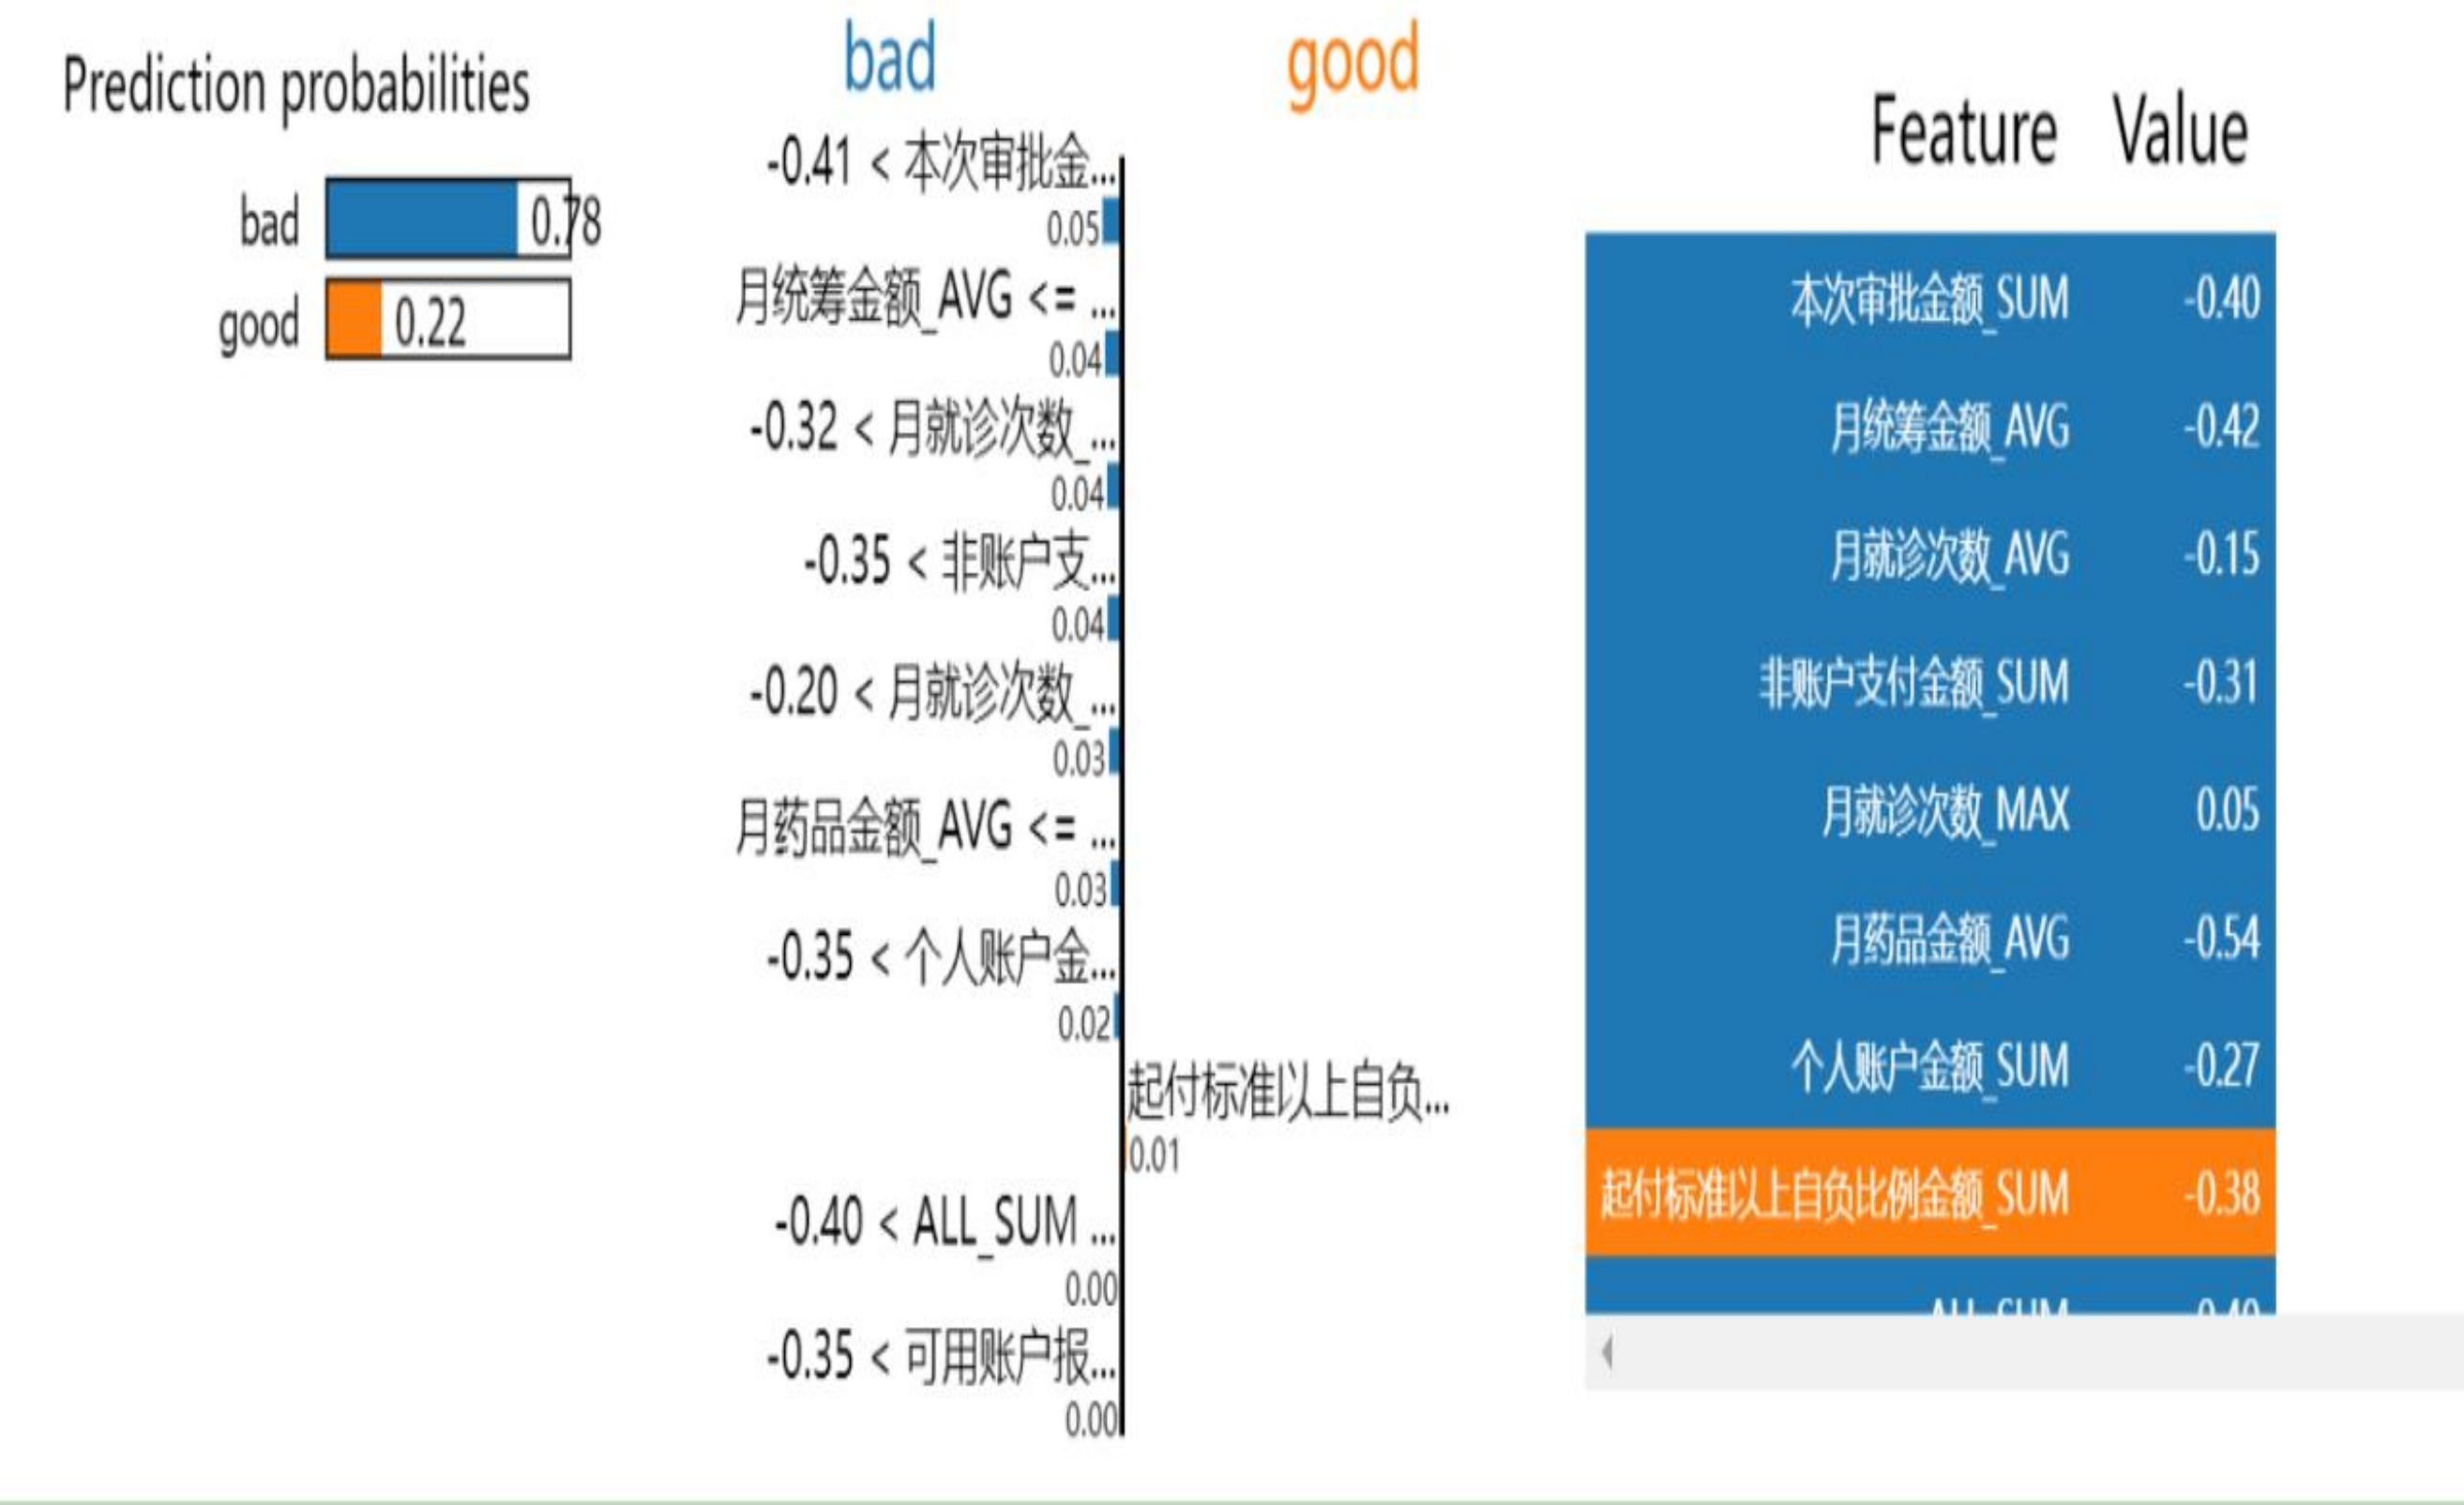 Prediction probabilities
bad 0.78
good 0.22
bad good
-0.41 < 本次审批金...
0.05
月统筹金额_AVG <= ...
0.04
-0.32 < 月就诊次数_...
0.04
-0.35 < 非账户支...
0.04
-0.20 < 月就诊次数_...
0.03
月药品金额_AVG <= ...
0.03
-0.35 < 个人账户金...
0.02
起付标准以上自负...
0.01
-0.40 < ALL_SUM ...
0.00
-0.35 < 可用账户报...
0.00
Feature Value
本次审批金额_SUM -0.40
月统筹金额_AVG -0.42
月就诊次数_AVG -0.15
非账户支付金额_SUM -0.31
月就诊次数_MAX 0.05
月药品金额_AVG -0.54
个人账户金额_SUM -0.27
起付标准以上自负比例金额_SUM -0.38
ALL_SUM